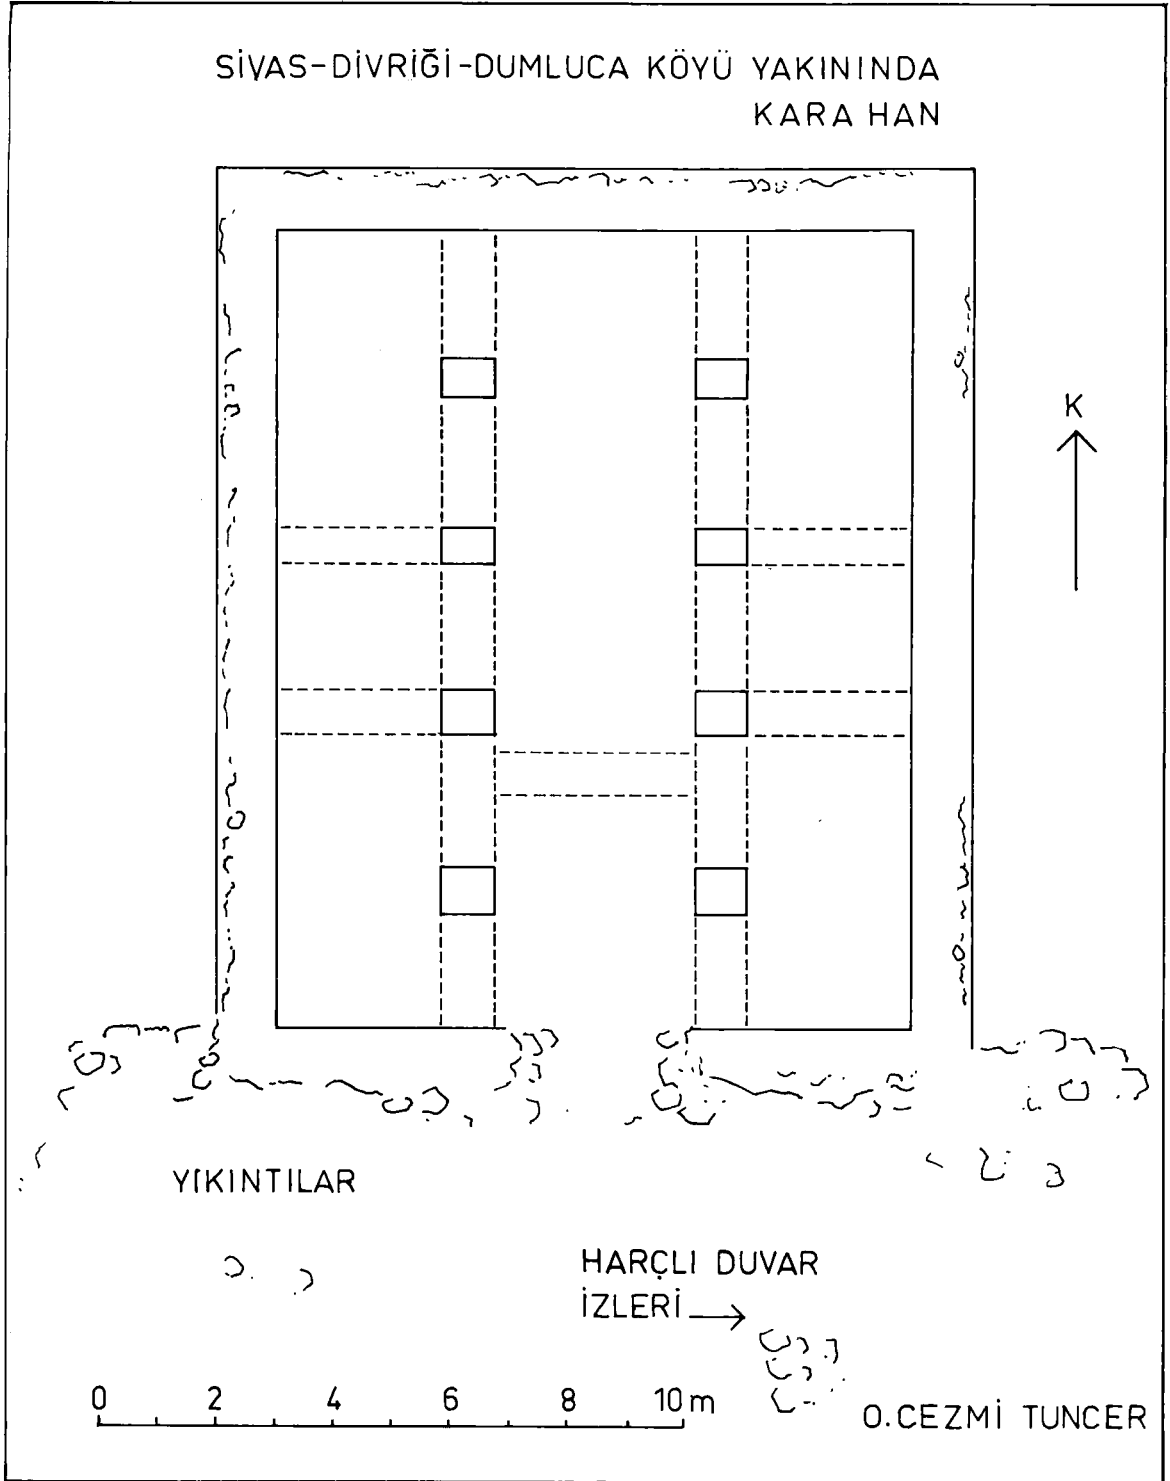 SİVAS-DİVRİĞİ-DUMLUCA KÖYÜ YAKININDA
KARA HAN
K
YIKINTILAR
HARÇLI DUVAR
İZLERİ
0 2 4 6 8 10 m
O. CEZMİ TUNCER